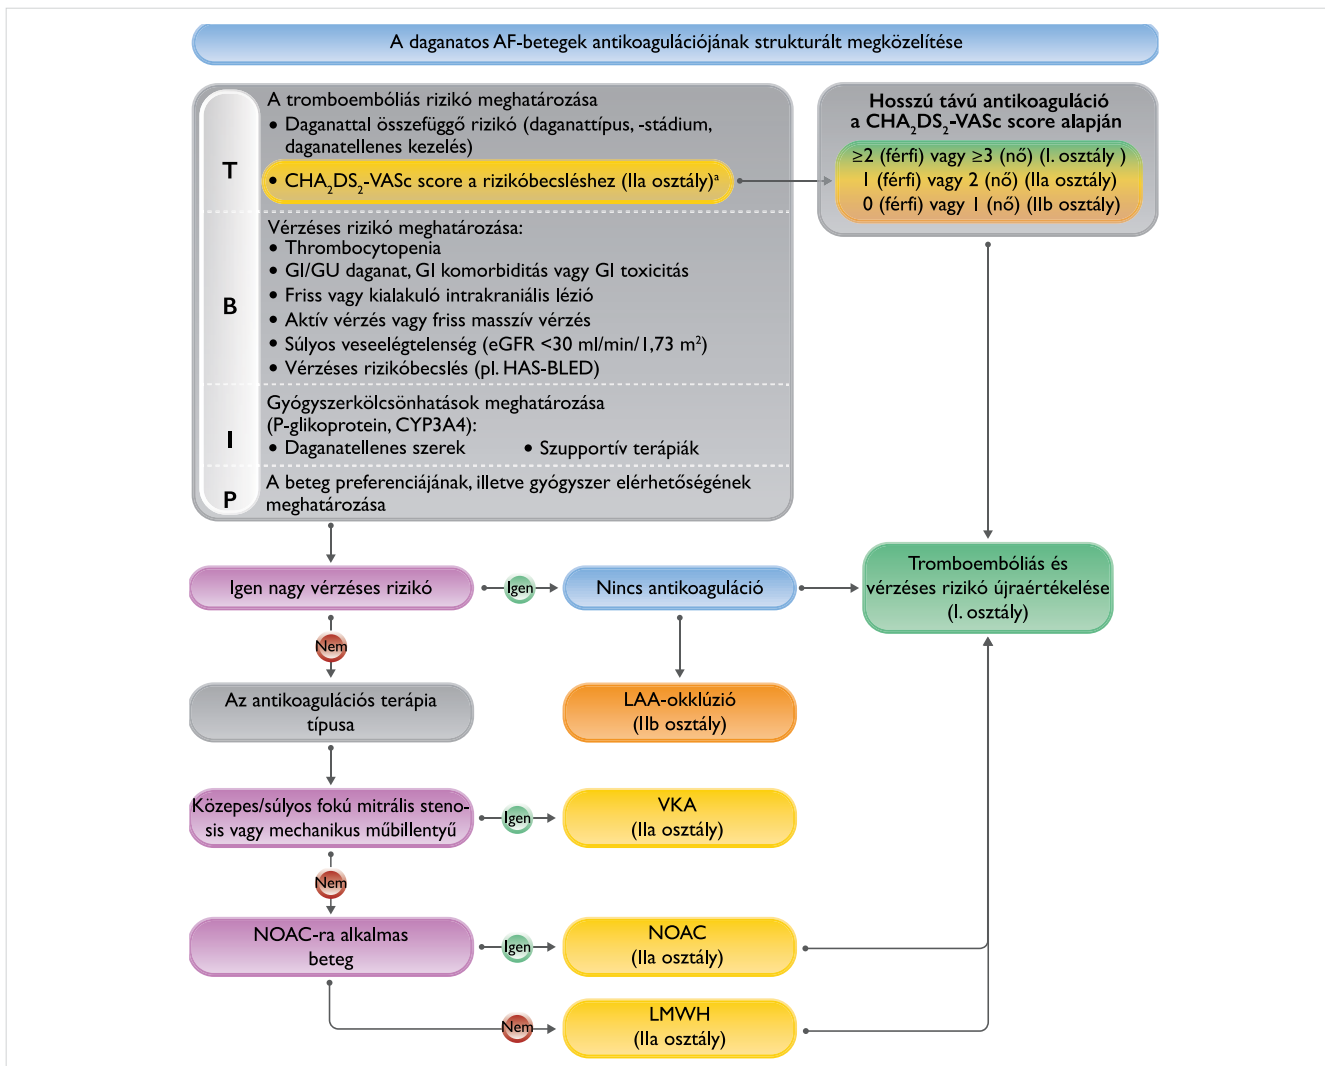 A daganatos AF-betegek antikoagulációjának strukturált megközelítése
T
A tromboembóliás rizikó meghatározása
• Daganattal összefüggő rizikó (daganattípus, -stádium,
daganatellenes kezelés)
• CHA₂DS₂-VASc score a rizikóbecsléshez (IIa osztály)ᵃ
Hosszú távú antikoaguláció
a CHA₂DS₂-VASc score alapján
≥2 (férfi) vagy ≥3 (nő) (I. osztály )
1 (férfi) vagy 2 (nő) (IIa osztály)
0 (férfi) vagy 1 (nő) (IIb osztály)
B
Vérzéses rizikó meghatározása:
• Thrombocytopenia
• GI/GU daganat, GI komorbiditás vagy GI toxicitás
• Friss vagy kialakuló intrakraniális lézió
• Aktív vérzés vagy friss masszív vérzés
• Súlyos veseelégtelenség (eGFR <30 ml/min/1,73 m²)
• Vérzéses rizikóbecslés (pl. HAS-BLED)
I
Gyógyszerkölcsönhatások meghatározása
(P-glikoprotein, CYP3A4):
• Daganatellenes szerek • Szupportív terápiák
P
A beteg preferenciájának, illetve gyógyszer elérhetőségének
meghatározása
Igen nagy vérzéses rizikó
Igen
Nincs antikoaguláció
Tromboembóliás és
vérzéses rizikó újraértékelése
(I. osztály)
Nem
Az antikoagulációs terápia
típusa
LAA-okklúzió
(IIb osztály)
Közepes/súlyos fokú mitrális steno-
sis vagy mechanikus műbillentyű
Igen
VKA
(IIa osztály)
Nem
NOAC-ra alkalmas
beteg
Igen
NOAC
(IIa osztály)
Nem
LMWH
(IIa osztály)